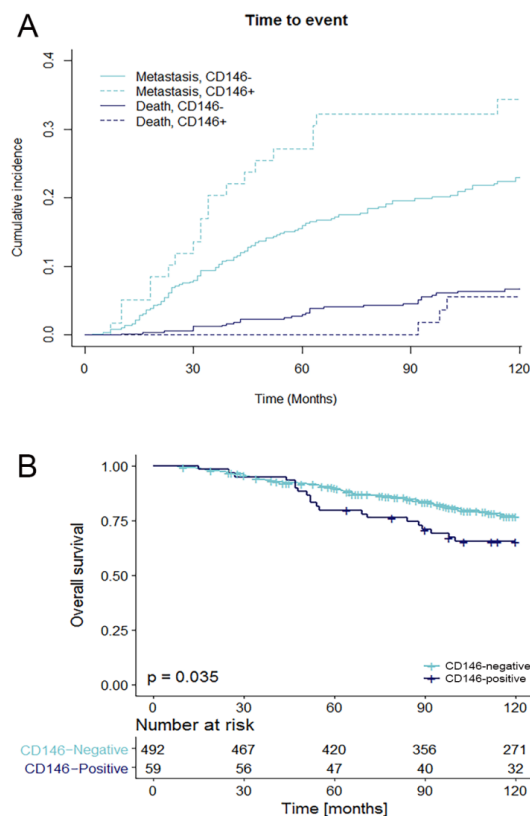 A
Time to event
Cumulative incidence
0.4
0.3
0.2
0.1
0.0
Metastasis, CD146-
Metastasis, CD146+
Death, CD146-
Death, CD146+
0 30 60 90 120
Time (Months)
B
Overall survival
1.00
0.75
0.50
0.25
0.00
p = 0.035
CD146-negative
CD146-positive
0 30 60 90 120
Number at risk
CD146-Negative 492 467 420 356 271
CD146-Positive 59 56 47 40 32
0 30 60 90 120
Time [months]